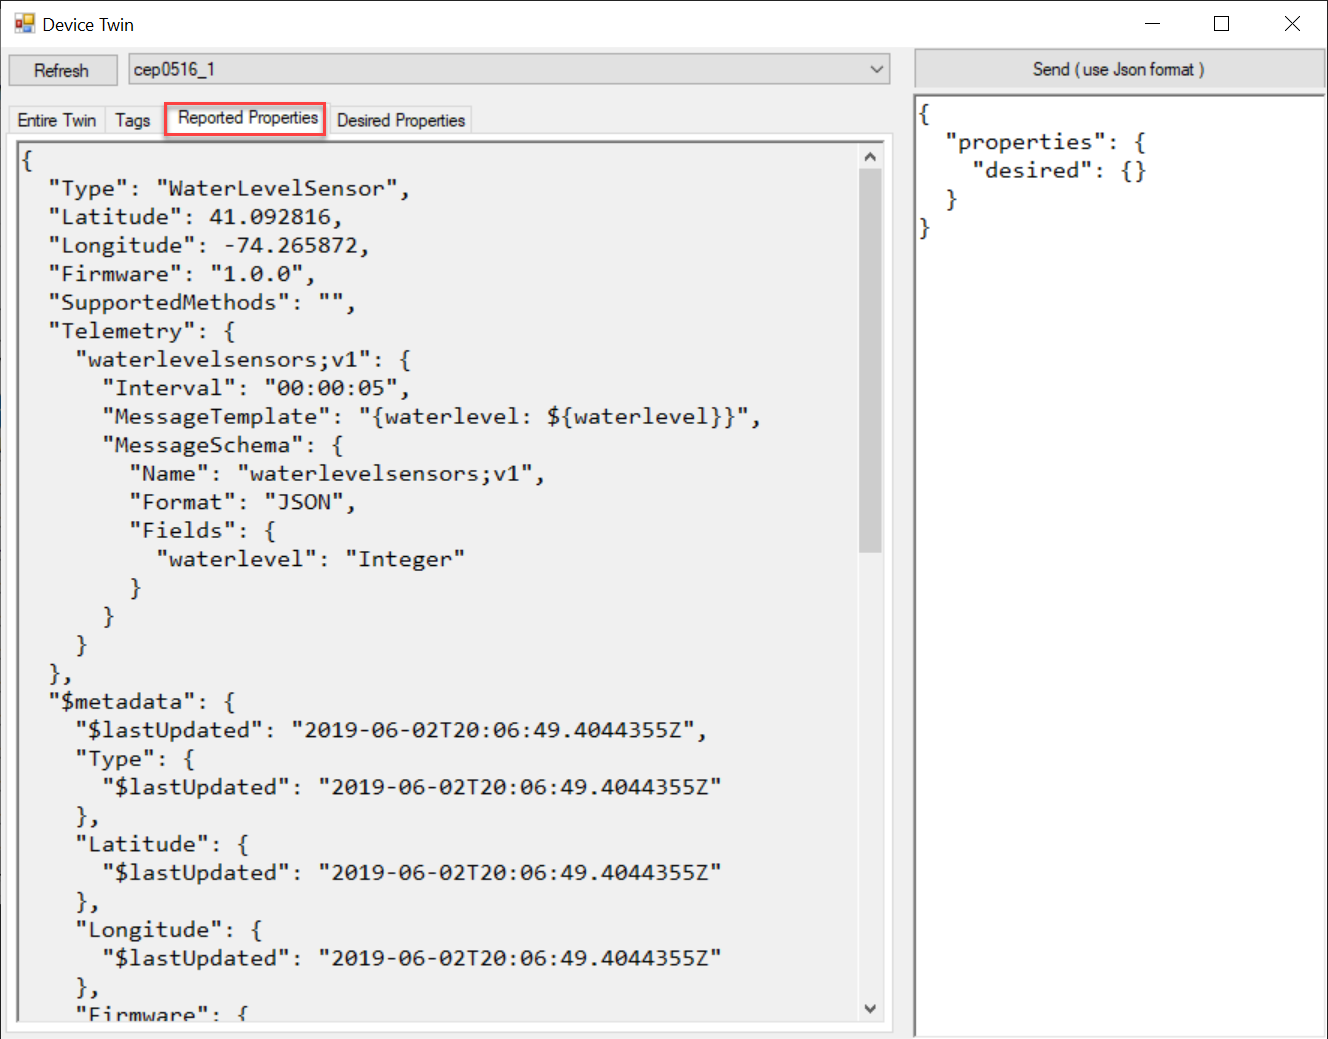 Device Twin
Refresh
cep0516_1
Send ( use Json format )
Entire Twin
Tags
Reported Properties
Desired Properties
{
  "Type": "WaterLevelSensor",
  "Latitude": 41.092816,
  "Longitude": -74.265872,
  "Firmware": "1.0.0",
  "SupportedMethods": "",
  "Telemetry": {
    "waterlevelsensors;v1": {
      "Interval": "00:00:05",
      "MessageTemplate": "{waterlevel: ${waterlevel}}",
      "MessageSchema": {
        "Name": "waterlevelsensors;v1",
        "Format": "JSON",
        "Fields": {
          "waterlevel": "Integer"
        }
      }
    }
  },
  "$metadata": {
    "$lastUpdated": "2019-06-02T20:06:49.4044355Z",
    "Type": {
      "$lastUpdated": "2019-06-02T20:06:49.4044355Z"
    },
    "Latitude": {
      "$lastUpdated": "2019-06-02T20:06:49.4044355Z"
    },
    "Longitude": {
      "$lastUpdated": "2019-06-02T20:06:49.4044355Z"
    },
    "Firmware": {
{
  "properties": {
    "desired": {}
  }
}